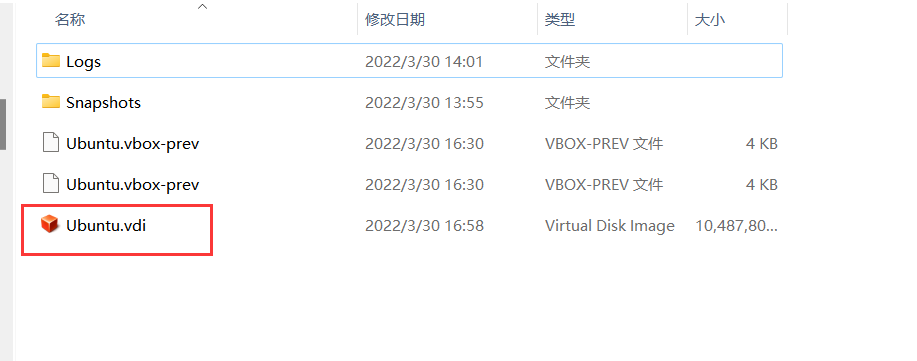 名称 修改日期 类型 大小
Logs 2022/3/30 14:01 文件夹
Snapshots 2022/3/30 13:55 文件夹
Ubuntu.vbox-prev 2022/3/30 16:30 VBOX-PREV 文件 4 KB
Ubuntu.vbox-prev 2022/3/30 16:30 VBOX-PREV 文件 4 KB
Ubuntu.vdi 2022/3/30 16:58 Virtual Disk Image 10,487,80...